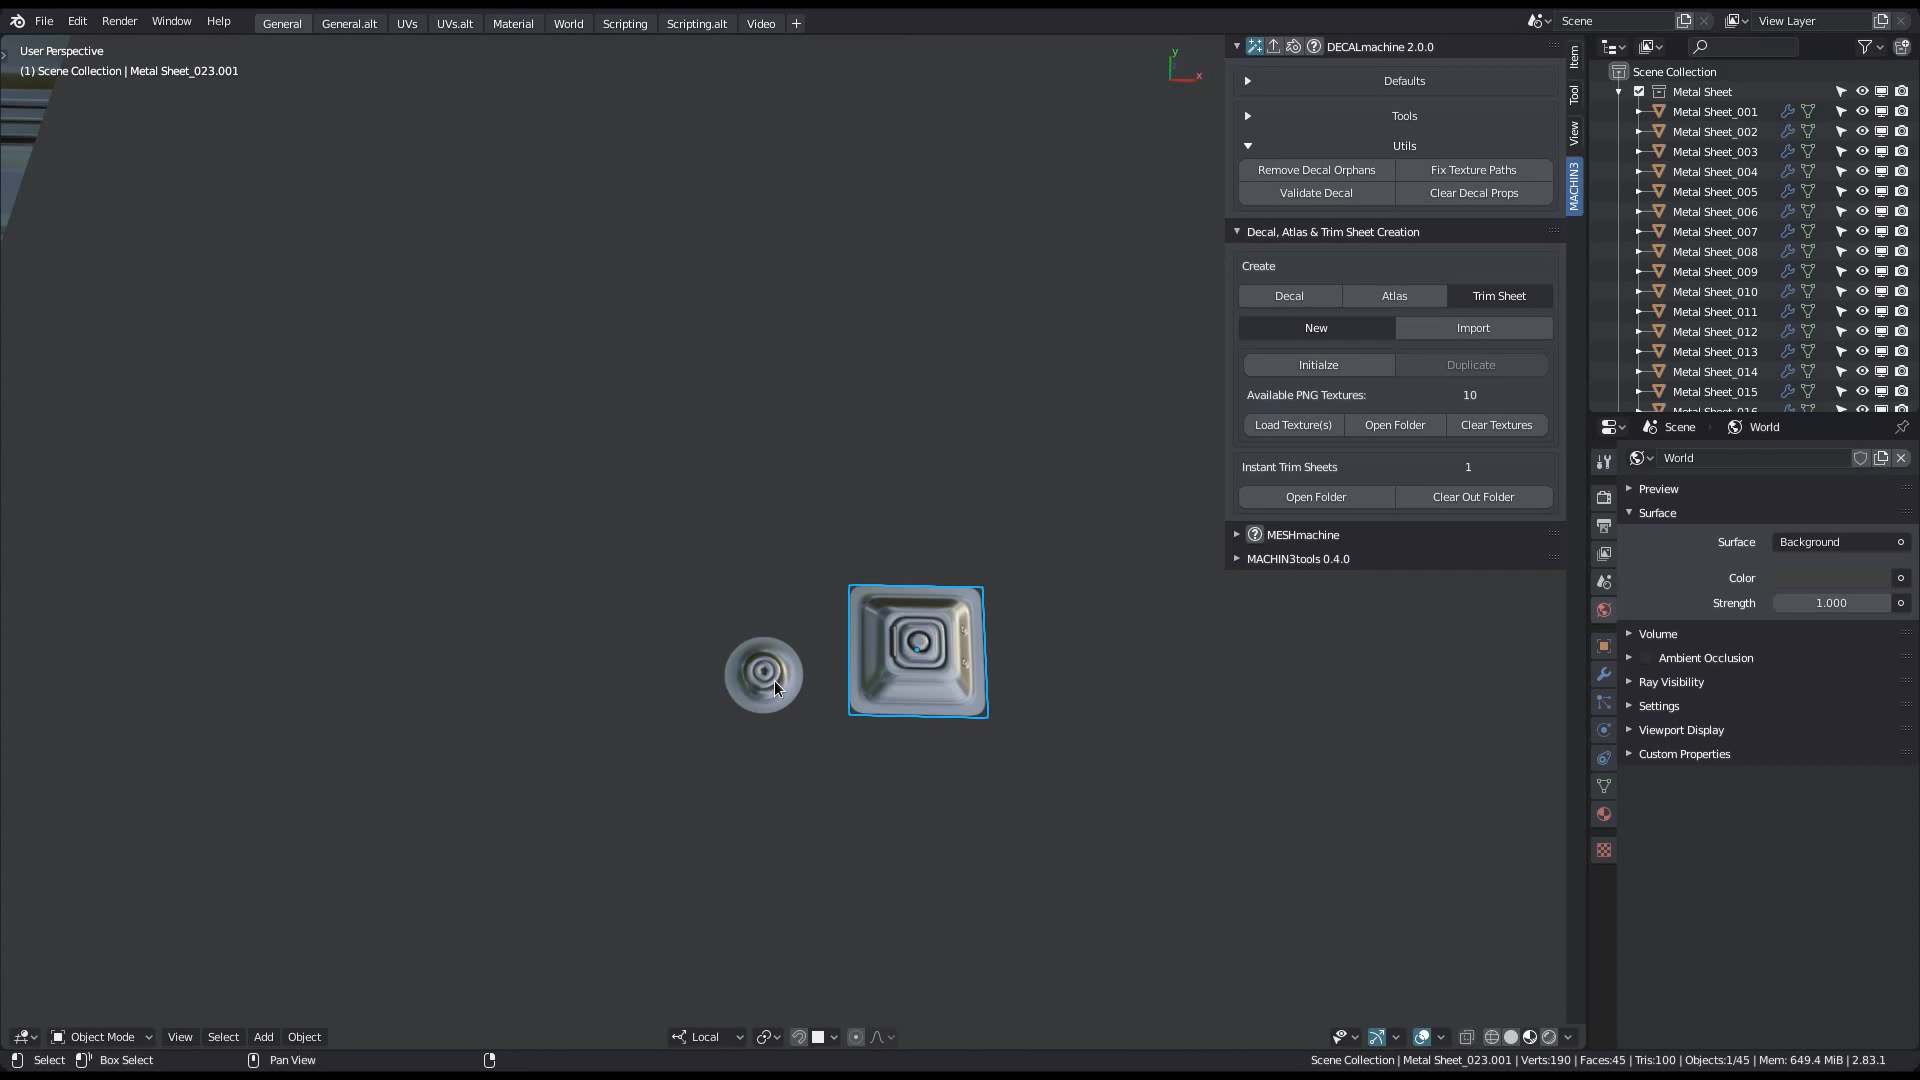 File Edit Render Window Help General General.alt UVs UVs.alt Material World Scripting Scripting.alt Video + Scene View Layer
User Perspective
(1) Scene Collection | Metal Sheet_023.001
y
x
DECALmachine 2.0.0
Defaults
Tools
Utils
Remove Decal Orphans Fix Texture Paths
Validate Decal Clear Decal Props
Decal, Atlas & Trim Sheet Creation
Create
Decal Atlas Trim Sheet
New Import
Initialze Duplicate
Available PNG Textures: 10
Load Texture(s) Open Folder Clear Textures
Instant Trim Sheets 1
Open Folder Clear Out Folder
MESHmachine
MACHIN3tools 0.4.0
Item
Tool
View
MACHIN3
Scene Collection
Metal Sheet
Metal Sheet_001
Metal Sheet_002
Metal Sheet_003
Metal Sheet_004
Metal Sheet_005
Metal Sheet_006
Metal Sheet_007
Metal Sheet_008
Metal Sheet_009
Metal Sheet_010
Metal Sheet_011
Metal Sheet_012
Metal Sheet_013
Metal Sheet_014
Metal Sheet_015
Metal Sheet_016
Scene World
World
Preview
Surface
Surface Background
Color
Strength 1.000
Volume
Ambient Occlusion
Ray Visibility
Settings
Viewport Display
Custom Properties
Object Mode View Select Add Object Local
Select Box Select Pan View Scene Collection | Metal Sheet_023.001 | Verts:190 | Faces:45 | Tris:100 | Objects:1/45 | Mem: 649.4 MiB | 2.83.1